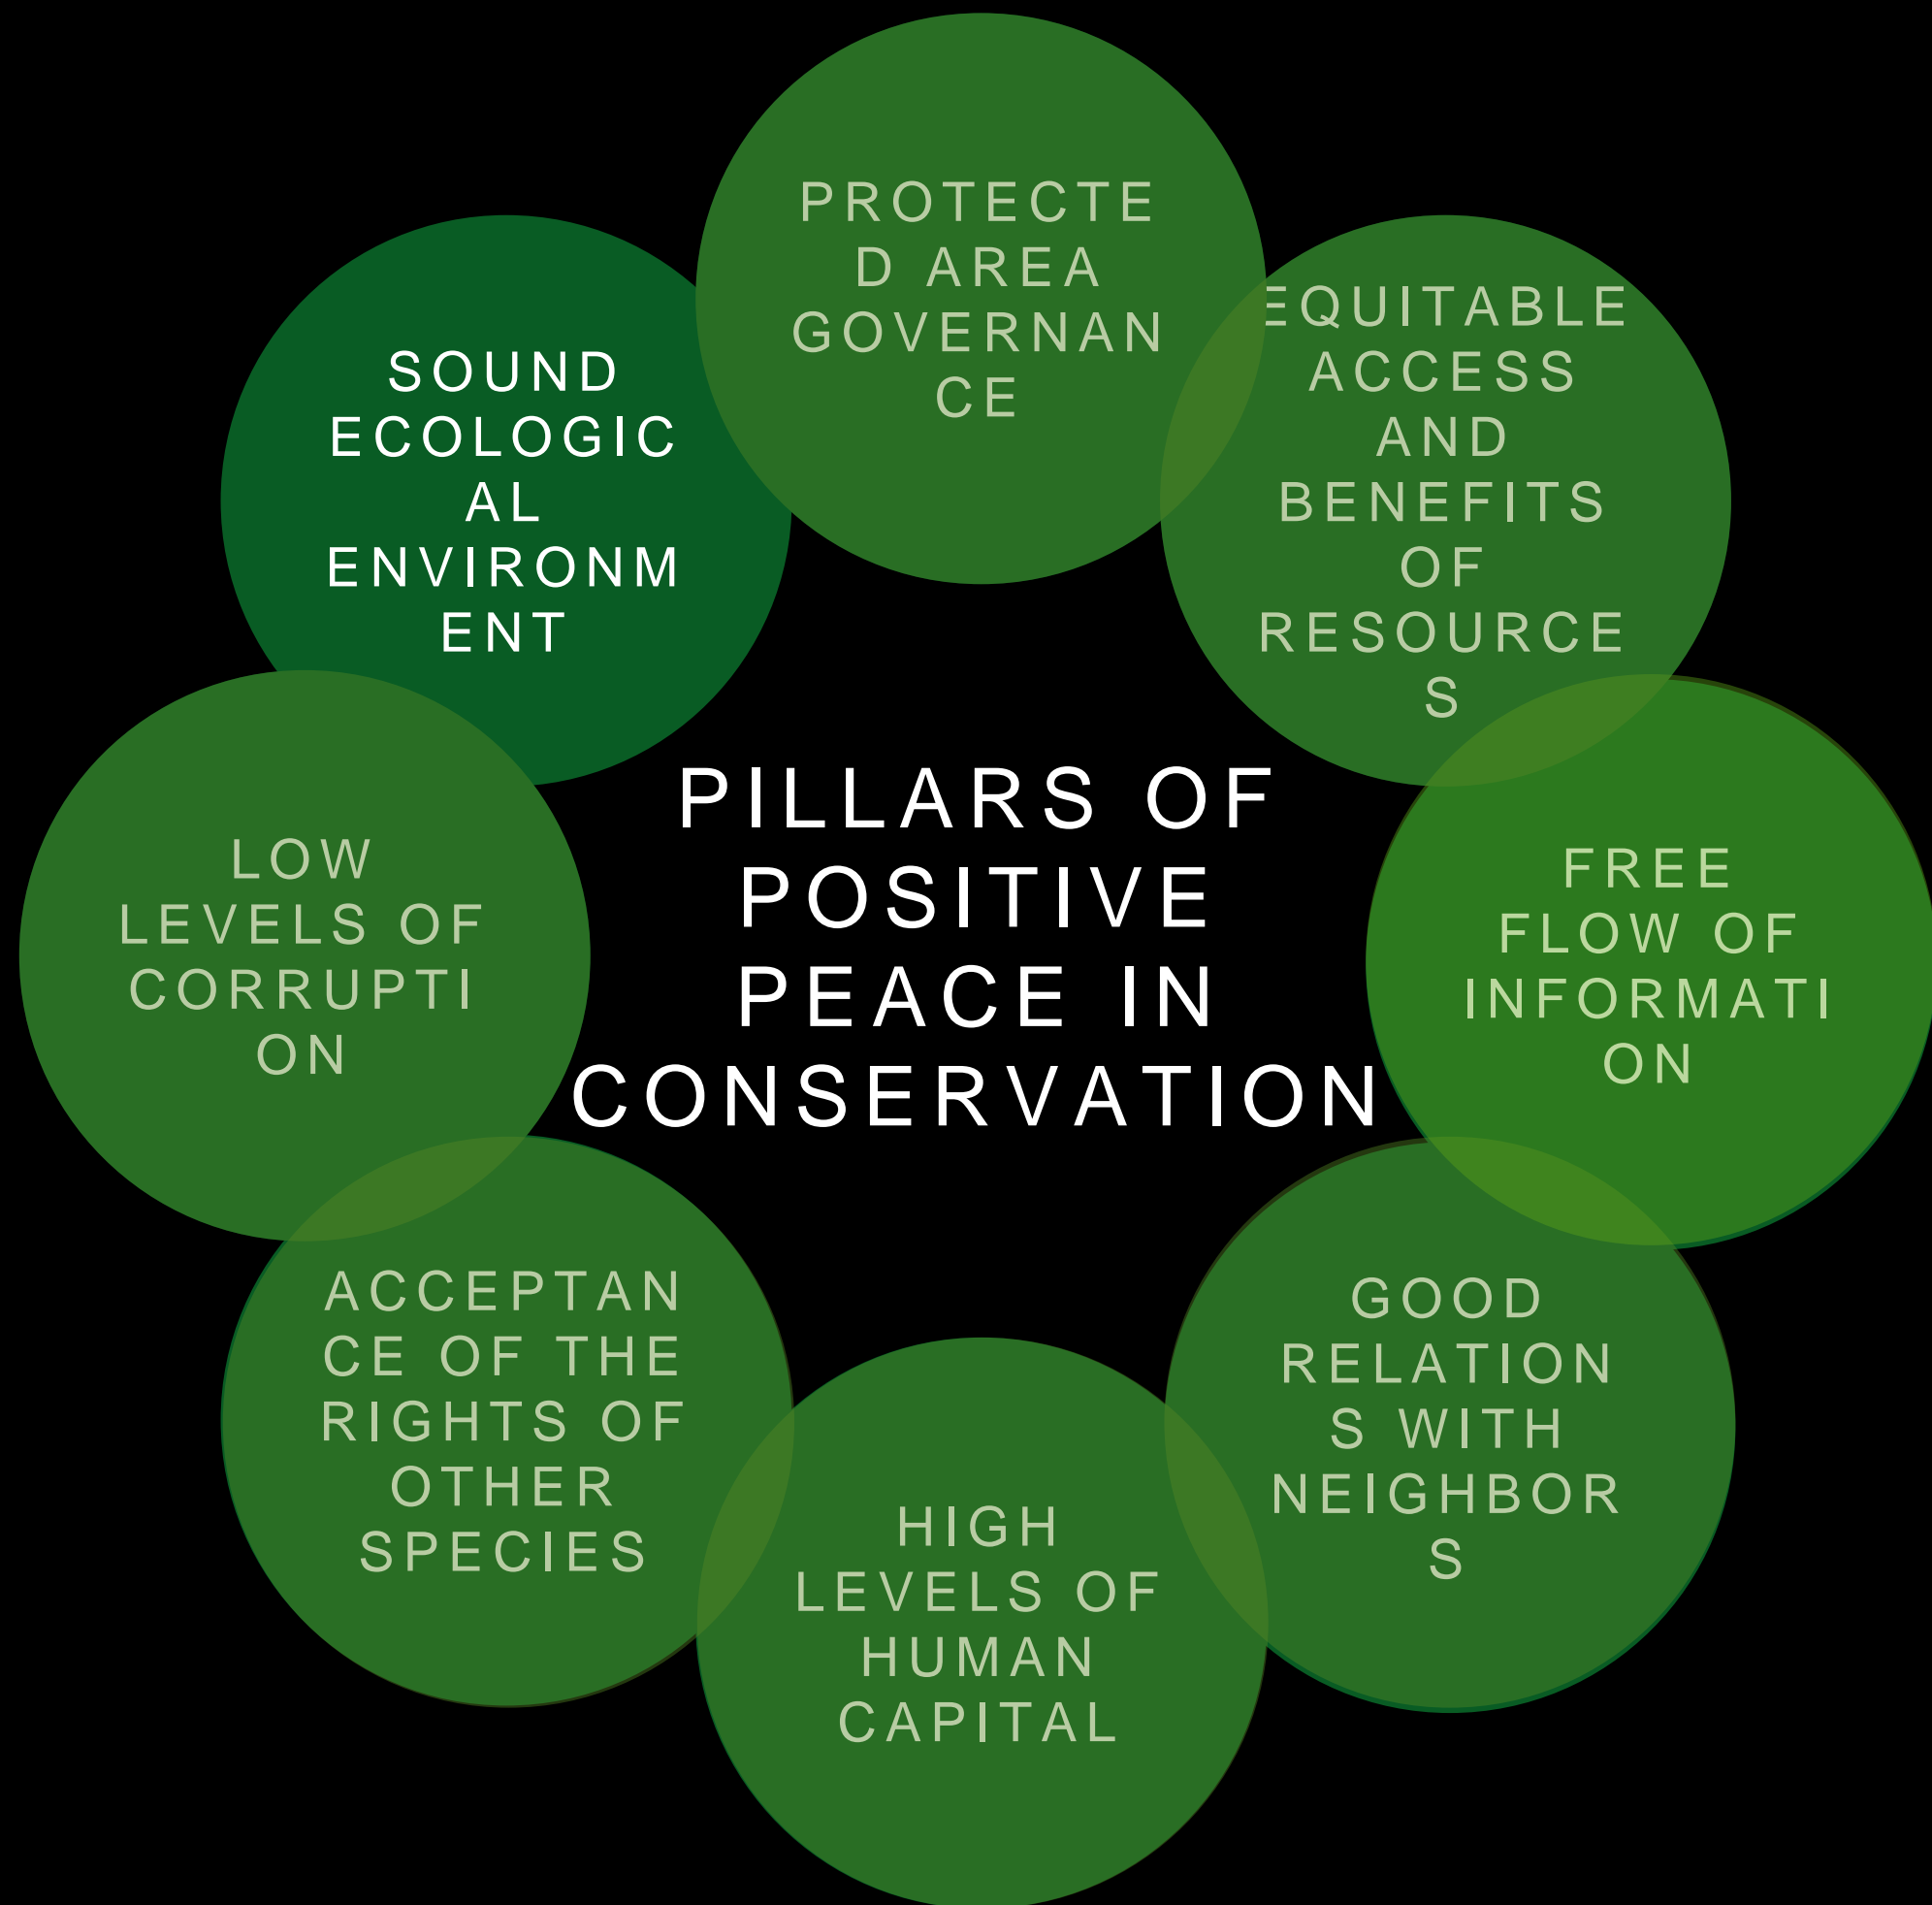 PROTECTE
D AREA
GOVERNAN
CE
EQUITABLE
ACCESS
AND
BENEFITS
OF
RESOURCE
S
FREE
FLOW OF
INFORMATI
ON
GOOD
RELATION
S WITH
NEIGHBOR
S
HIGH
LEVELS OF
HUMAN
CAPITAL
ACCEPTAN
CE OF THE
RIGHTS OF
OTHER
SPECIES
LOW
LEVELS OF
CORRUPTI
ON
SOUND
ECOLOGIC
AL
ENVIRONM
ENT
PILLARS OF
POSITIVE
PEACE IN
CONSERVATION